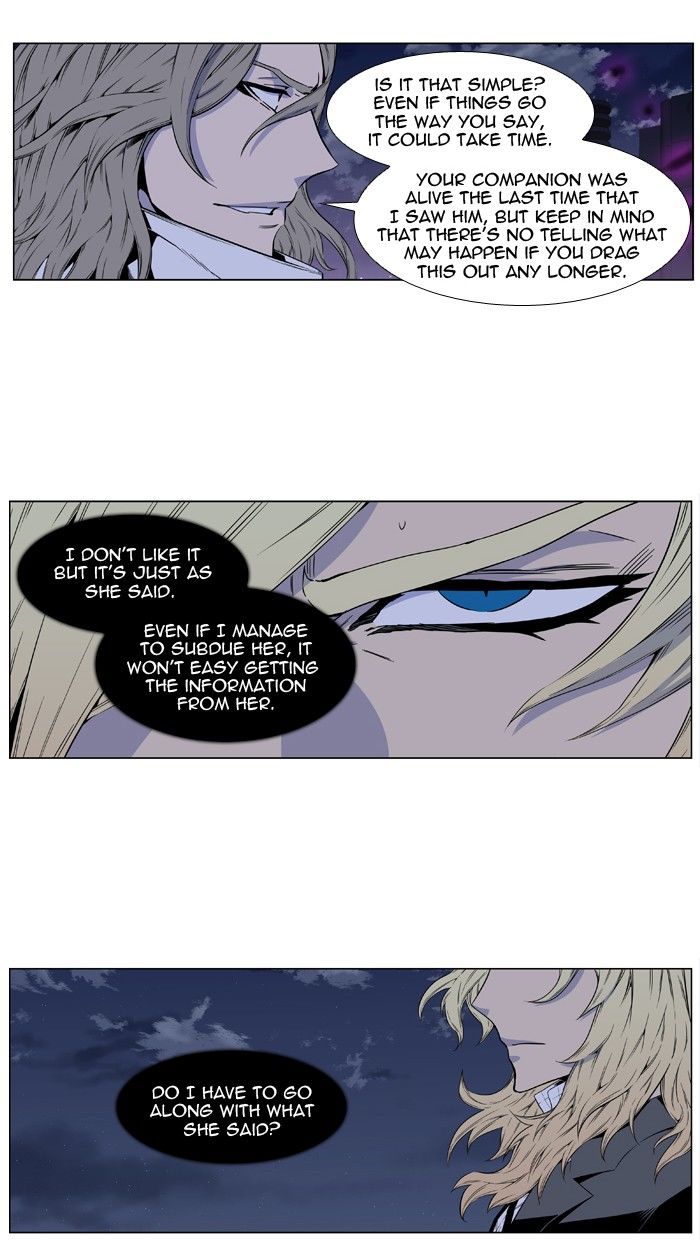 IS IT THAT SIMPLE?
EVEN IF THINGS GO
THE WAY YOU SAY,
IT COULD TAKE TIME.
YOUR COMPANION WAS
ALIVE THE LAST TIME THAT
I SAW HIM, BUT KEEP IN MIND
THAT THERE'S NO TELLING WHAT
MAY HAPPEN IF YOU DRAG
THIS OUT ANY LONGER.
I DON'T LIKE IT
BUT IT'S JUST AS
SHE SAID.
EVEN IF I MANAGE
TO SUBDUE HER, IT
WON'T EASY GETTING
THE INFORMATION
FROM HER.
DO I HAVE TO GO
ALONG WITH WHAT
SHE SAID?